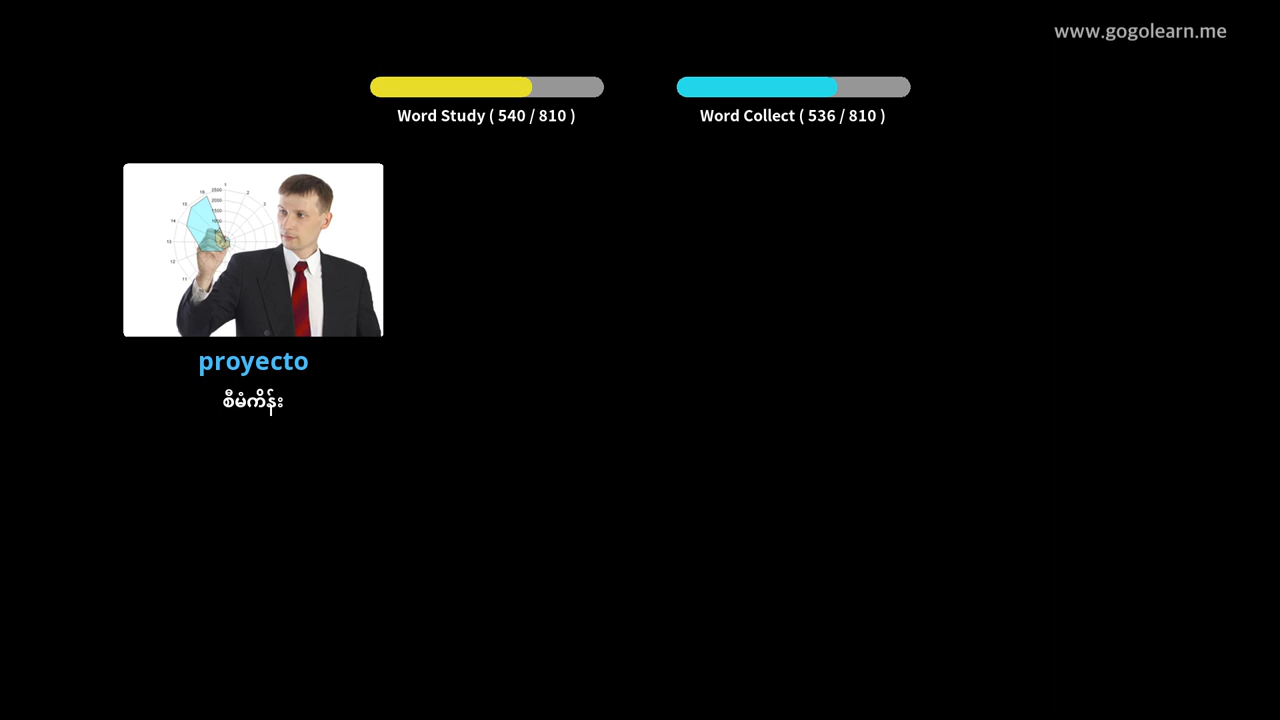 www.gogolearn.me
Word Study ( 540 / 810 )
Word Collect ( 536 / 810 )
proyecto
စီမံကိန်း